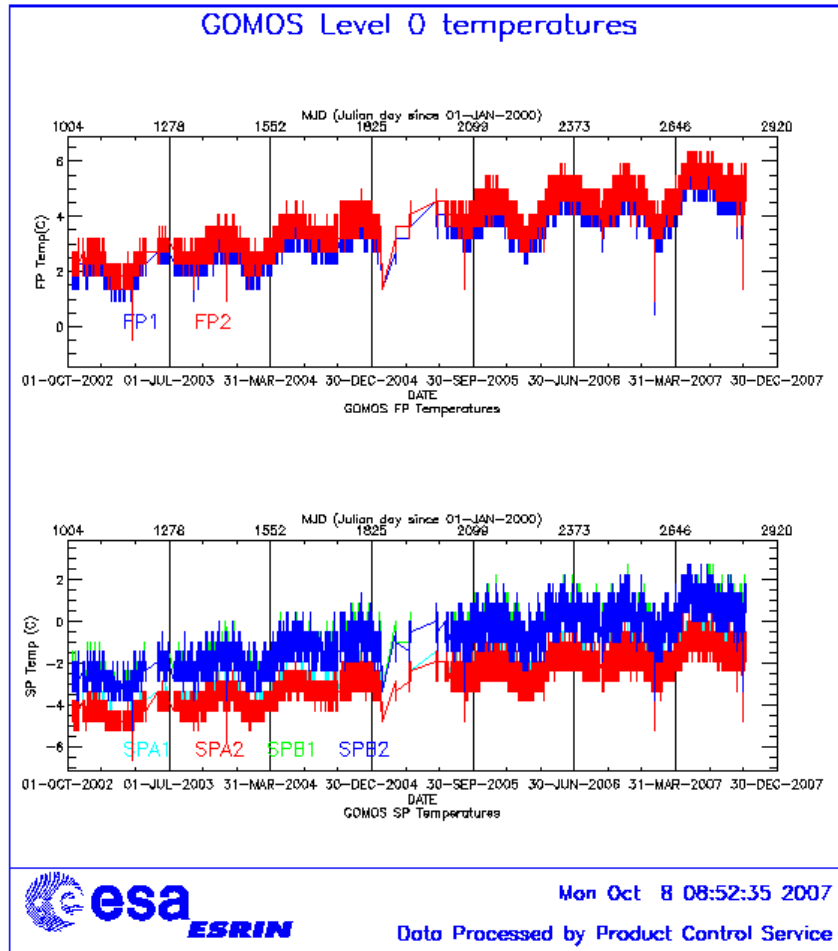 GOMOS Level 0 temperatures
MJD (Julian day since 01-JAN-2000)
1004 1278 1552 1825 2099 2373 2646 2920
6
4
2
0
FP Temp(C)
FP1 FP2
01-OCT-2002 01-JUL-2003 31-MAR-2004 30-DEC-2004 30-SEP-2005 30-JUN-2006 31-MAR-2007 30-DEC-2007
DATE
GOMOS FP Temperatures
MJD (Julian day since 01-JAN-2000)
1004 1278 1552 1825 2099 2373 2646 2920
2
0
-2
-4
-6
SP Temp (C)
SPA1 SPA2 SPB1 SPB2
01-OCT-2002 01-JUL-2003 31-MAR-2004 30-DEC-2004 30-SEP-2005 30-JUN-2006 31-MAR-2007 30-DEC-2007
DATE
GOMOS SP Temperatures
esa
ESRIN
Mon Oct 8 08:52:35 2007
Data Processed by Product Control Service